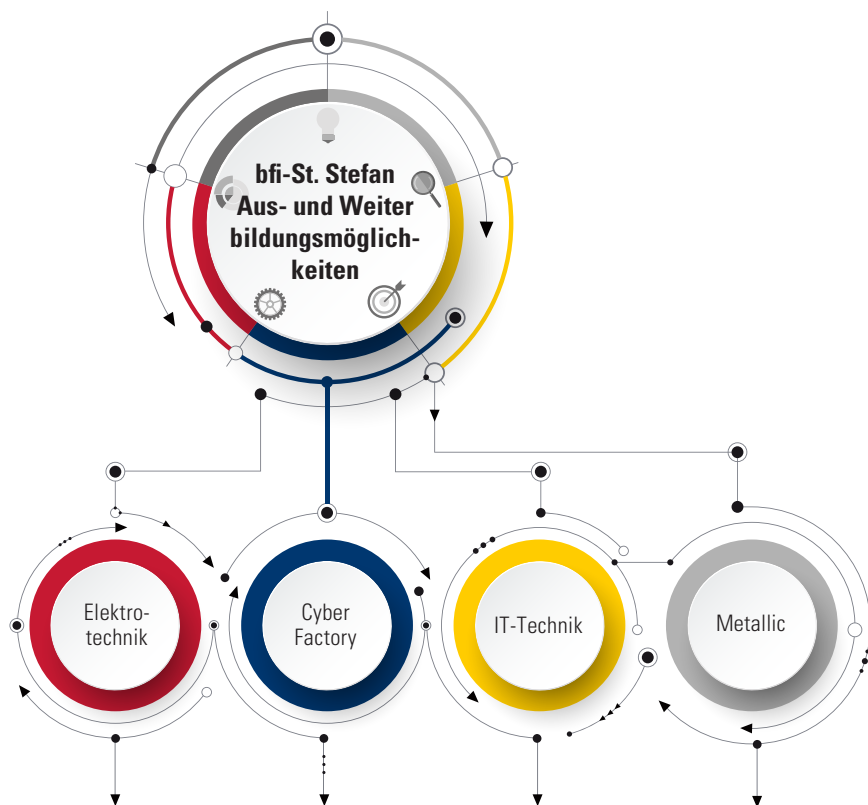 bfi-St. Stefan
Aus- und Weiter
bildungsmöglich-
keiten
Elektro-
technik
Cyber
Factory
IT-Technik
Metallic